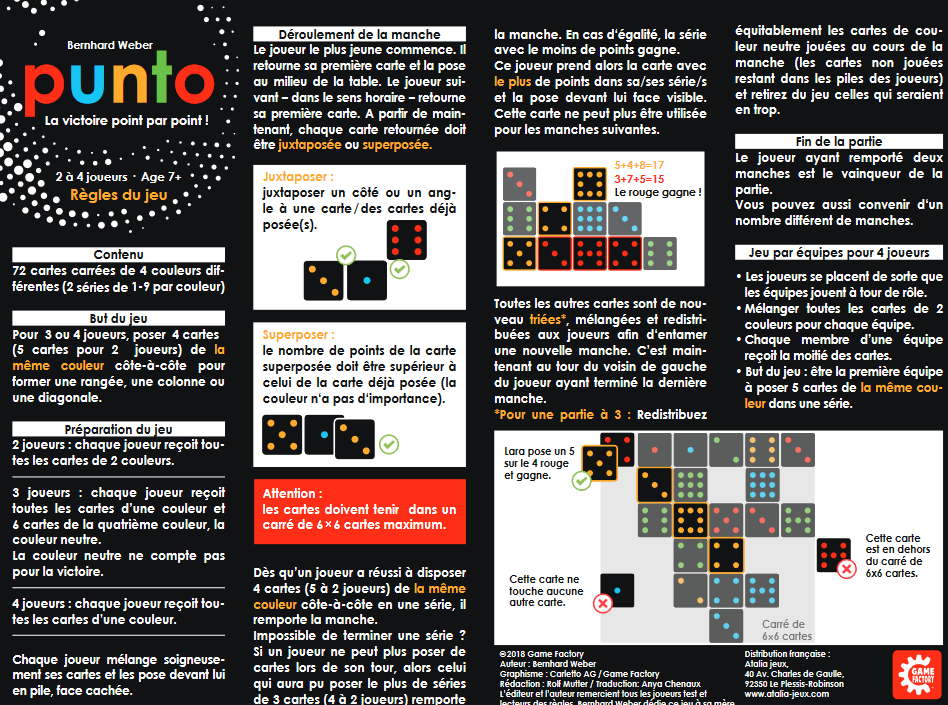 Bernhard Weber
punto
La victoire point par point !
2 à 4 joueurs · Age 7+
Règles du jeu
Contenu
72 cartes carrées de 4 couleurs dif-
férentes (2 séries de 1-9 par couleur)
But du jeu
Pour 3 ou 4 joueurs, poser 4 cartes
(5 cartes pour 2 joueurs) de la
même couleur côte-à-côte pour
former une rangée, une colonne ou
une diagonale.
Préparation du jeu
2 joueurs : chaque joueur reçoit tou-
tes les cartes de 2 couleurs.
3 joueurs : chaque joueur reçoit
toutes les cartes d'une couleur et
6 cartes de la quatrième couleur, la
couleur neutre.
La couleur neutre ne compte pas
pour la victoire.
4 joueurs : chaque joueur reçoit tou-
tes les cartes d'une couleur.
Chaque joueur mélange soigneuse-
ment ses cartes et les pose devant lui
en pile, face cachée.
Déroulement de la manche
Le joueur le plus jeune commence. Il
retourne sa première carte et la pose
au milieu de la table. Le joueur sui-
vant – dans le sens horaire – retourne
sa première carte. A partir de main-
tenant, chaque carte retournée doit
être juxtaposée ou superposée.
Juxtaposer :
juxtaposer un côté ou un ang-
le à une carte/des cartes déjà
posée(s).
Superposer :
le nombre de points de la carte
superposée doit être supérieur à
celui de la carte déjà posée (la
couleur n'a pas d'importance).
Attention :
les cartes doivent tenir dans un
carré de 6×6 cartes maximum.
Dès qu'un joueur a réussi à disposer
4 cartes (5 à 2 joueurs) de la même
couleur côte-à-côte en une série, il
remporte la manche.
Impossible de terminer une série ?
Si un joueur ne peut plus poser de
cartes lors de son tour, alors celui
qui aura pu poser le plus de séries
de 3 cartes (4 à 2 joueurs) remporte
la manche. En cas d'égalité, la série
avec le moins de points gagne.
Ce joueur prend alors la carte avec
le plus de points dans sa/ses série/s
et la pose devant lui face visible.
Cette carte ne peut plus être utilisée
pour les manches suivantes.
5+4+8=17
3+7+5=15
Le rouge gagne !
Toutes les autres cartes sont de nou-
veau triées*, mélangées et redistri-
buées aux joueurs afin d'entamer
une nouvelle manche. C'est main-
tenant au tour du voisin de gauche
du joueur ayant terminé la dernière
manche.
*Pour une partie à 3 : Redistribuez
équitablement les cartes de cou-
leur neutre jouées au cours de la
manche (les cartes non jouées
restant dans les piles des joueurs)
et retirez du jeu celles qui seraient
en trop.
Fin de la partie
Le joueur ayant remporté deux
manches est le vainqueur de la
partie.
Vous pouvez aussi convenir d'un
nombre différent de manches.
Jeu par équipes pour 4 joueurs
• Les joueurs se placent de sorte que
les équipes jouent à tour de rôle.
• Mélanger toutes les cartes de 2
couleurs pour chaque équipe.
• Chaque membre d'une équipe
reçoit la moitié des cartes.
• But du jeu : être la première équipe
à poser 5 cartes de la même cou-
leur dans une série.
Lara pose un 5
sur le 4 rouge
et gagne.
Cette carte ne
touche aucune
autre carte.
Cette carte
est en dehors
du carré de
6x6 cartes.
Carré de
6×6 cartes
©2018 Game Factory
Auteur : Bernhard Weber
Graphisme : Carletto AG / Game Factory
Rédaction : Rolf Mutter / Traduction: Anya Chenaux
L'éditeur et l'auteur remercient tous les joueurs test et
lecteurs des règles. Bernhard Weber dédie ce jeu à sa mère
Distribution française :
Atalia jeux,
40 Av. Charles de Gaulle,
92350 Le Plessis-Robinson
www.atalia-jeux.com
GAME
FACTORY